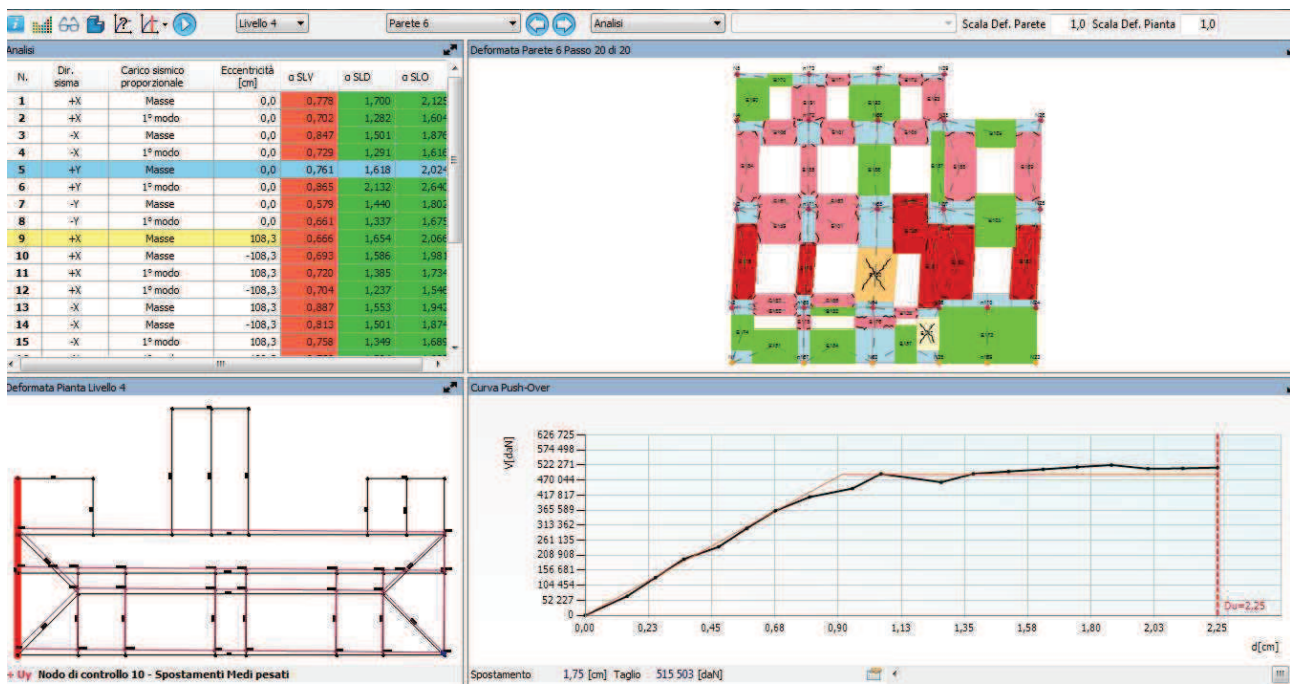 Livello 4 Parete 6 Analisi Scala Def. Parete 1,0 Scala Def. Pianta 1,0
Analisi
N. Dir. sisma Carico sismico proporzionale Eccentricità [cm] α SLV α SLD α SLO
1 +X Masse 0,0 0,778 1,700 2,125
2 +X 1° modo 0,0 0,702 1,282 1,604
3 -X Masse 0,0 0,847 1,501 1,876
4 -X 1° modo 0,0 0,729 1,291 1,616
5 +Y Masse 0,0 0,761 1,618 2,024
6 +Y 1° modo 0,0 0,865 2,132 2,640
7 -Y Masse 0,0 0,579 1,440 1,802
8 -Y 1° modo 0,0 0,661 1,337 1,675
9 +X Masse 108,3 0,666 1,654 2,066
10 +X Masse -108,3 0,693 1,586 1,981
11 +X 1° modo 108,3 0,720 1,385 1,734
12 +X 1° modo -108,3 0,704 1,237 1,546
13 -X Masse 108,3 0,887 1,553 1,942
14 -X Masse -108,3 0,813 1,501 1,874
15 -X 1° modo 108,3 0,758 1,349 1,689
Deformata Parete 6 Passo 20 di 20
Deformata Pianta Livello 4
+ Uy Nodo di controllo 10 - Spostamenti Medi pesati
Curva Push-Over
V[daN]
626 725
574 498
522 271
470 044
417 817
365 589
313 362
261 135
208 908
156 681
104 454
52 227
0
0,00 0,23 0,45 0,68 0,90 1,13 1,35 1,58 1,80 2,03 2,25
Du=2,25
d[cm]
Spostamento 1,75 [cm] Taglio 515 503 [daN]